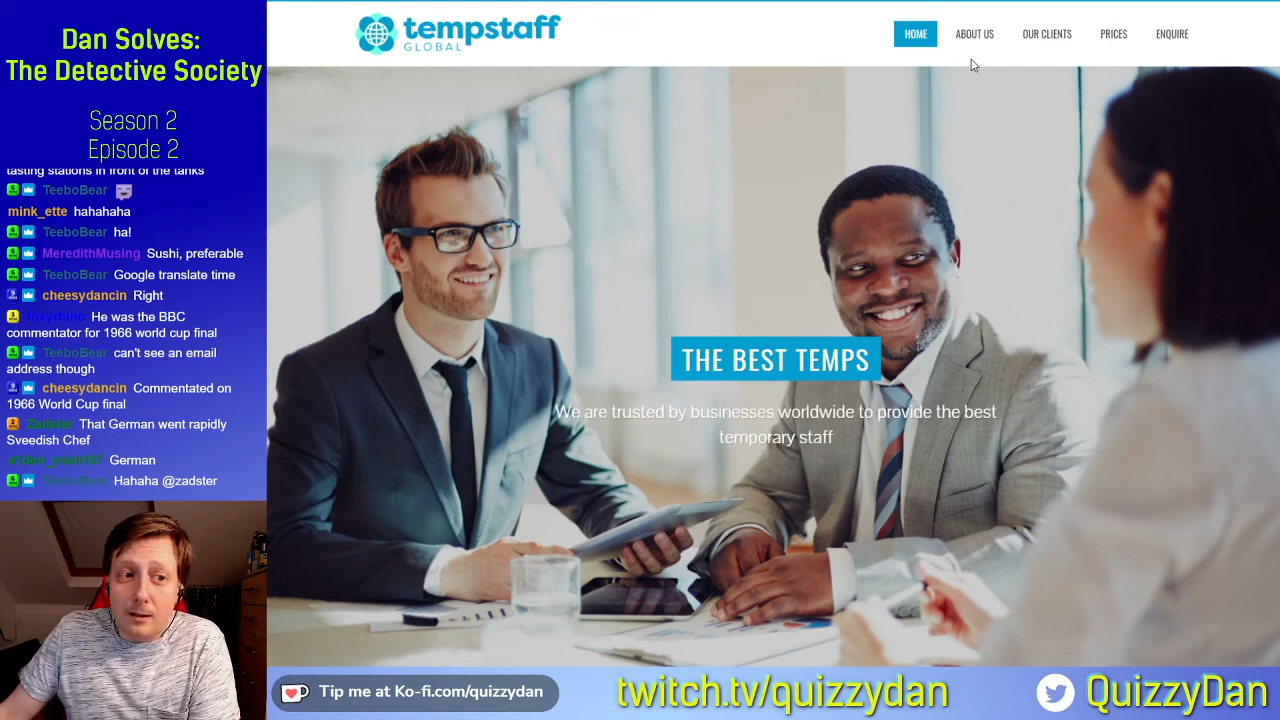 Dan Solves:
The Detective Society
Season 2
Episode 2
tasting stations in front of the tanks
TeeboBear
mink_ette hahahaha
TeeboBear ha!
MeredithMusing Sushi, preferable
TeeboBear Google translate time
cheesydancin Right
He was the BBC
commentator for 1966 world cup final
TeeboBear can't see an email
address though
cheesydancin Commentated on
1966 World Cup final
Zadster That German went rapidly
Sveedish Chef
German
TeeboBear Hahaha @zadster
tempstaff
GLOBAL
HOME
ABOUT US
OUR CLIENTS
PRICES
ENQUIRE
THE BEST TEMPS
We are trusted by businesses worldwide to provide the best
temporary staff
Tip me at Ko-fi.com/quizzydan
twitch.tv/quizzydan
QuizzyDan